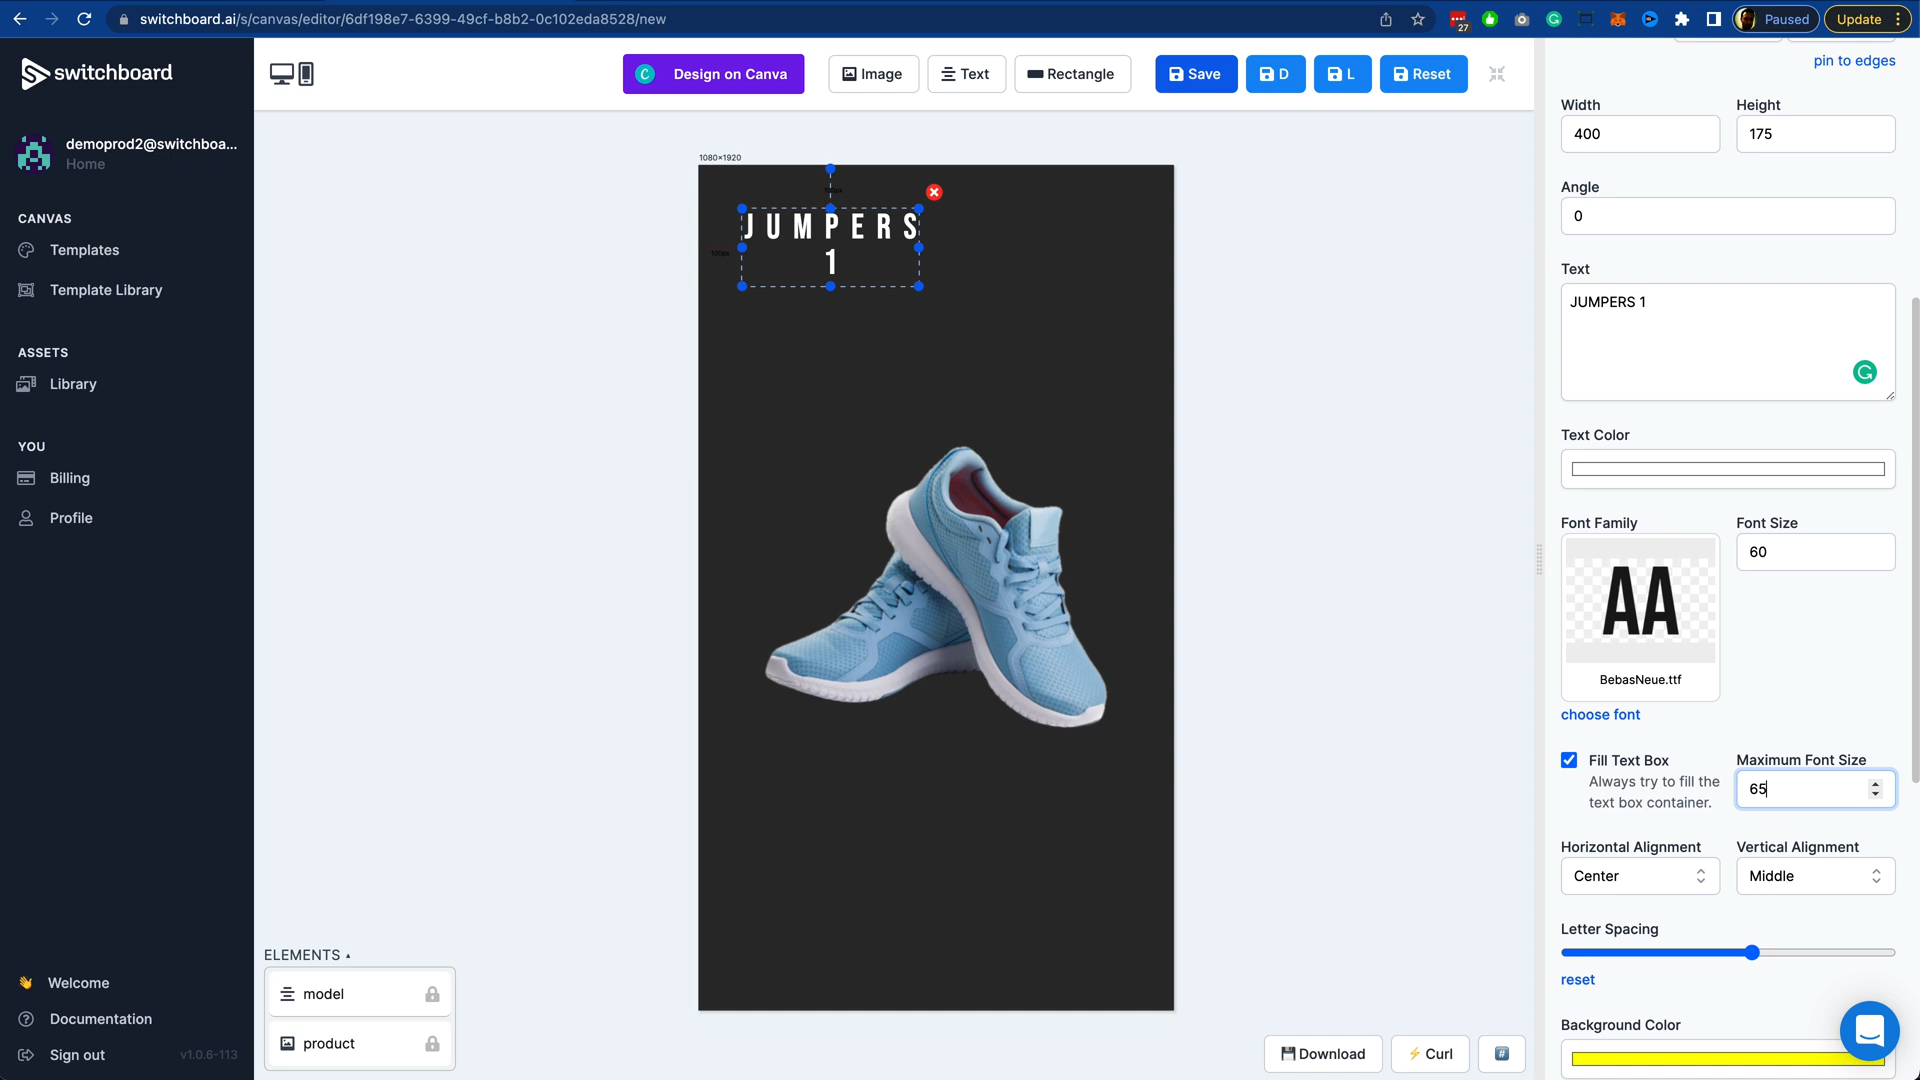 switchboard.ai/s/canvas/editor/6df198e7-6399-49cf-b8b2-0c102eda8528/new
27
Paused
Update
switchboard
demoprod2@switchboa...
Home
CANVAS
Templates
Template Library
ASSETS
Library
YOU
Billing
Profile
Welcome
Documentation
Sign out
v1.0.6-113
C Design on Canva
Image
Text
Rectangle
Save
D
L
Reset
1080×1920
100px
JUMPERS
1
100px
ELEMENTS
model
product
Download
Curl
#
pin to edges
Width
Height
400
175
Angle
0
Text
JUMPERS 1
Text Color
Font Family
Font Size
60
AA
BebasNeue.ttf
choose font
Fill Text Box
Always try to fill the
text box container.
Maximum Font Size
65
Horizontal Alignment
Vertical Alignment
Center
Middle
Letter Spacing
reset
Background Color